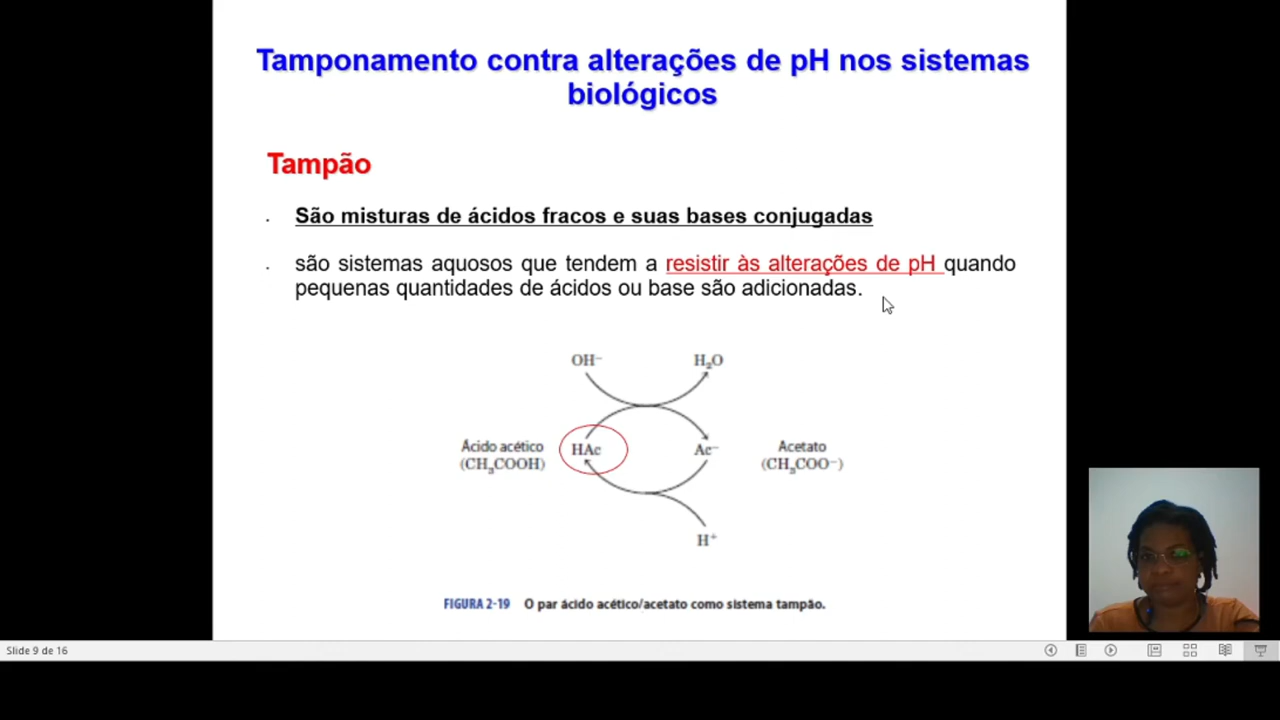 Tamponamento contra alterações de pH nos sistemas
biológicos
Tampão
São misturas de ácidos fracos e suas bases conjugadas
são sistemas aquosos que tendem a resistir às alterações de pH quando
pequenas quantidades de ácidos ou base são adicionadas.
OH⁻ H₂O
Ácido acético HAc Ac⁻ Acetato
(CH₃COOH) (CH₃COO⁻)
H⁺
FIGURA 2-19 O par ácido acético/acetato como sistema tampão.
Slide 9 de 16